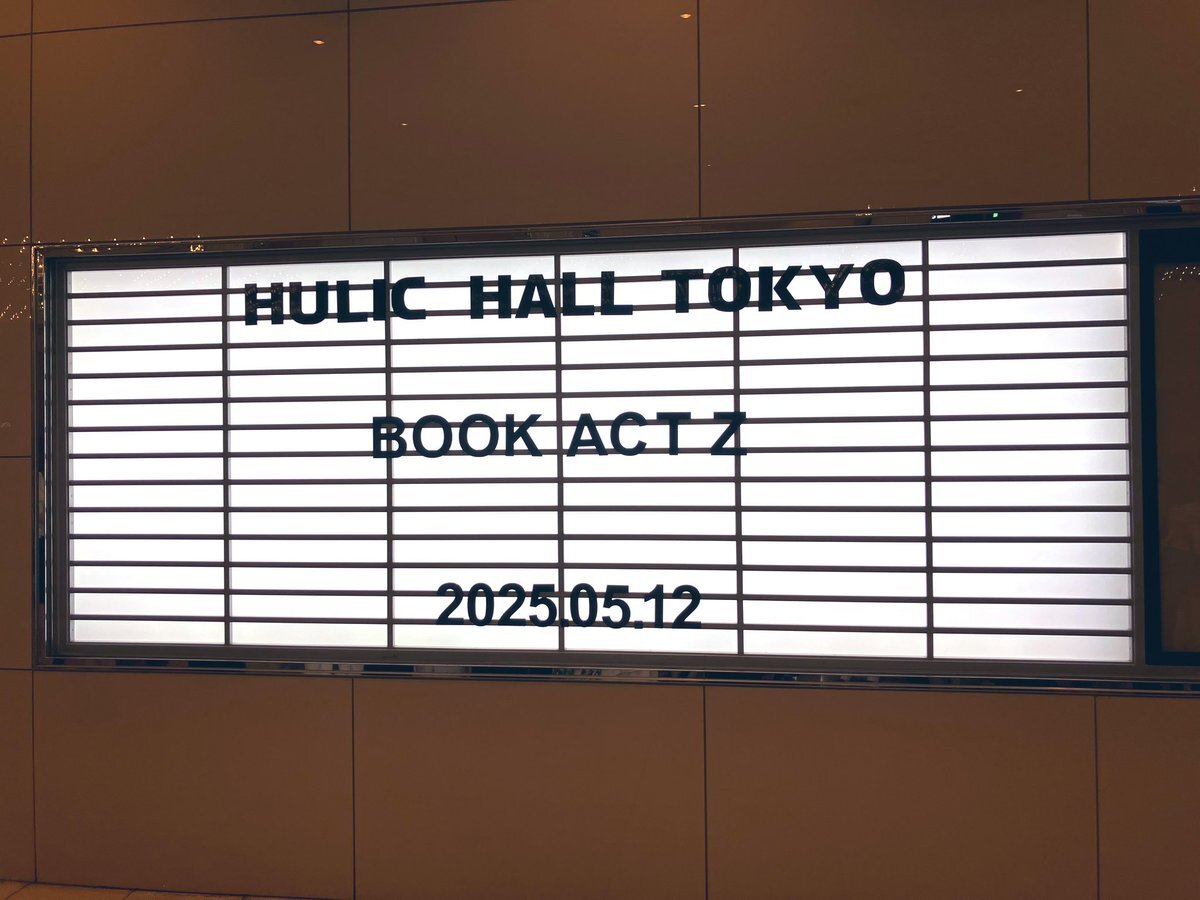 HULIC HALL TOKYO
BOOK ACT Z
2025.05.12